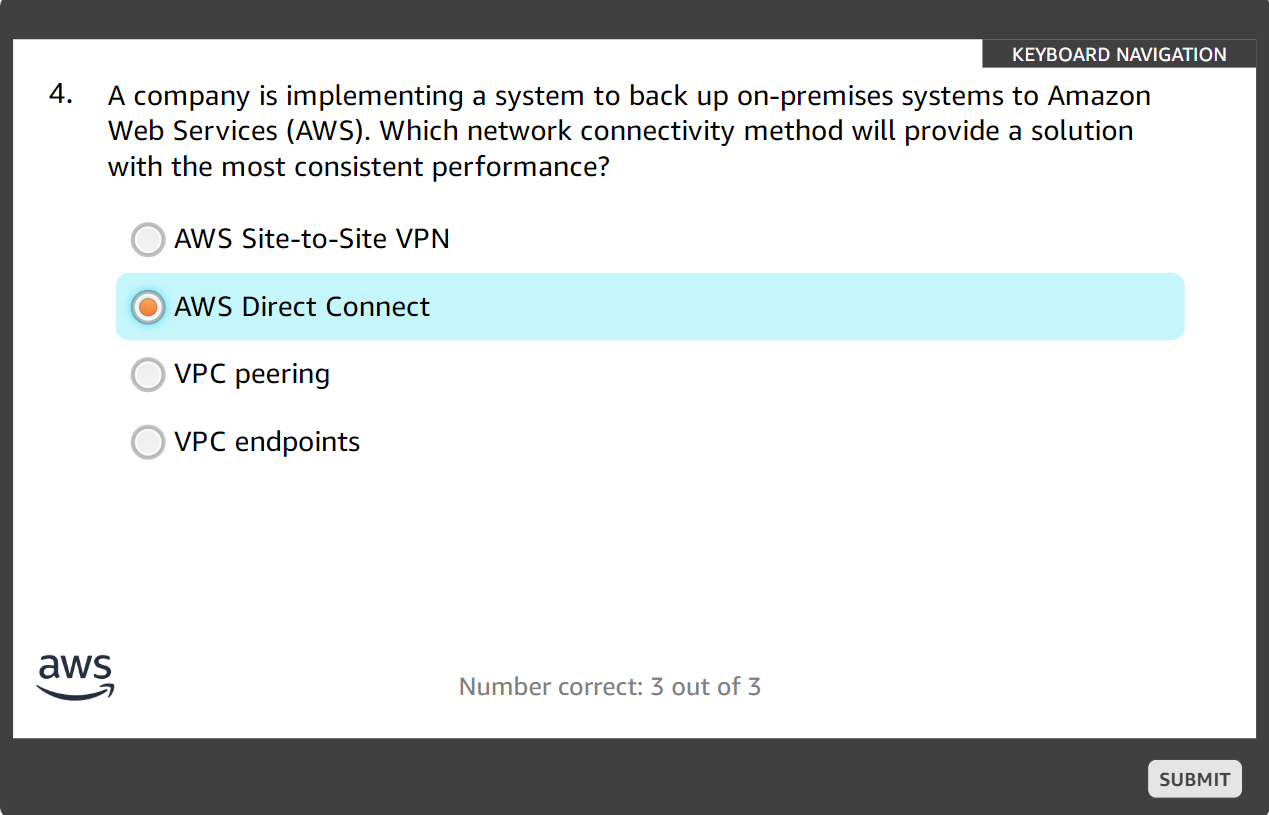 KEYBOARD NAVIGATION
4. A company is implementing a system to back up on-premises systems to Amazon
Web Services (AWS). Which network connectivity method will provide a solution
with the most consistent performance?
AWS Site-to-Site VPN
AWS Direct Connect
VPC peering
VPC endpoints
aws
Number correct: 3 out of 3
SUBMIT